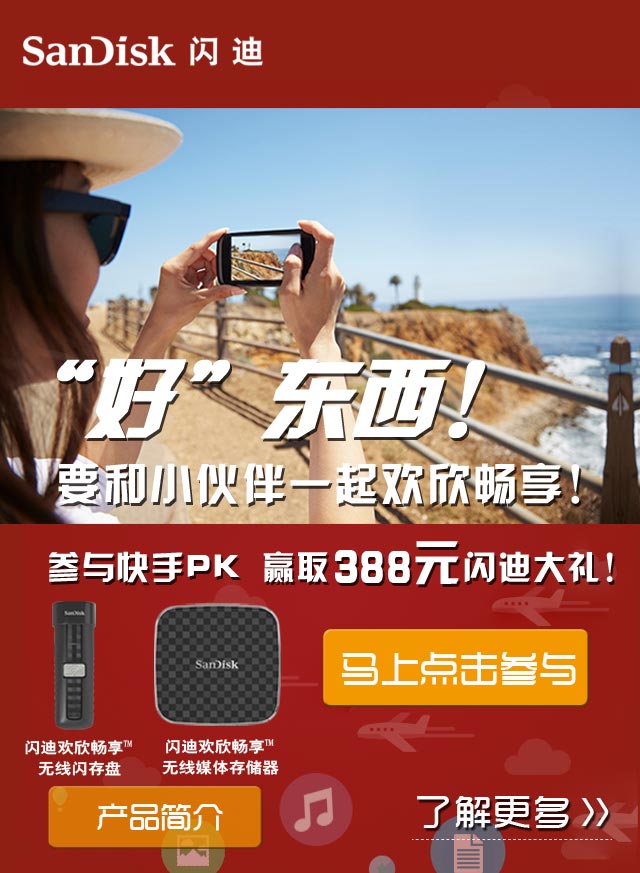 SanDisk 闪迪
“好”东西！
要和小伙伴一起欢欣畅享！
参与快手PK 赢取388元闪迪大礼！
SanDisk
SanDisk
马上点击参与
闪迪欢欣畅享™
无线闪存盘
闪迪欢欣畅享™
无线媒体存储器
产品简介
了解更多 >>